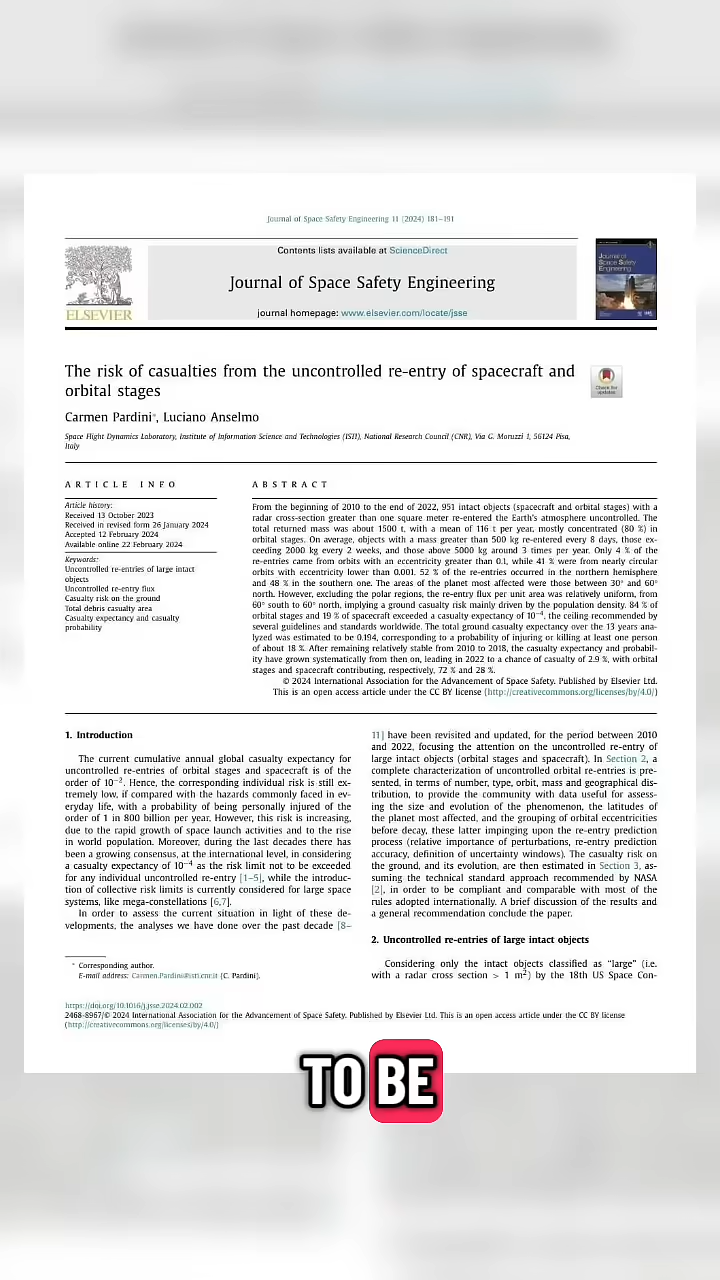 Journal of Space Safety Engineering 11 (2024) 181–191
Contents lists available at ScienceDirect
Journal of Space Safety Engineering
journal homepage: www.elsevier.com/locate/jsse
ELSEVIER
Journal of
Space Safety
Engineering
The risk of casualties from the uncontrolled re-entry of spacecraft and
orbital stages
Check for
updates
Carmen Pardini*, Luciano Anselmo
Space Flight Dynamics Laboratory, Institute of Information Science and Technologies (ISTI), National Research Council (CNR), Via G. Moruzzi 1, 56124 Pisa,
Italy
ARTICLE INFO
Article history:
Received 13 October 2023
Received in revised form 26 January 2024
Accepted 12 February 2024
Available online 22 February 2024
Keywords:
Uncontrolled re-entries of large intact
objects
Uncontrolled re-entry flux
Casualty risk on the ground
Total debris casualty area
Casualty expectancy and casualty
probability
ABSTRACT
From the beginning of 2010 to the end of 2022, 951 intact objects (spacecraft and orbital stages) with a
radar cross-section greater than one square meter re-entered the Earth's atmosphere uncontrolled. The
total returned mass was about 1500 t, with a mean of 116 t per year, mostly concentrated (80 %) in
orbital stages. On average, objects with a mass greater than 500 kg re-entered every 8 days, those ex-
ceeding 2000 kg every 2 weeks, and those above 5000 kg around 3 times per year. Only 4 % of the
re-entries came from orbits with an eccentricity greater than 0.1, while 41 % were from nearly circular
orbits with eccentricity lower than 0.001. 52 % of the re-entries occurred in the northern hemisphere
and 48 % in the southern one. The areas of the planet most affected were those between 30° and 60°
north. However, excluding the polar regions, the re-entry flux per unit area was relatively uniform, from
60° south to 60° north, implying a ground casualty risk mainly driven by the population density. 84 % of
orbital stages and 19 % of spacecraft exceeded a casualty expectancy of 10⁻⁴, the ceiling recommended by
several guidelines and standards worldwide. The total ground casualty expectancy over the 13 years ana-
lyzed was estimated to be 0.194, corresponding to a probability of injuring or killing at least one person
of about 18 %. After remaining relatively stable from 2010 to 2018, the casualty expectancy and probabil-
ity have grown systematically from then on, leading in 2022 to a chance of casualty of 2.9 %, with orbital
stages and spacecraft contributing, respectively, 72 % and 28 %.
© 2024 International Association for the Advancement of Space Safety. Published by Elsevier Ltd.
This is an open access article under the CC BY license (http://creativecommons.org/licenses/by/4.0/)
1. Introduction
The current cumulative annual global casualty expectancy for
uncontrolled re-entries of orbital stages and spacecraft is of the
order of 10⁻². Hence, the corresponding individual risk is still ex-
tremely low, if compared with the hazards commonly faced in ev-
eryday life, with a probability of being personally injured of the
order of 1 in 800 billion per year. However, this risk is increasing,
due to the rapid growth of space launch activities and to the rise
in world population. Moreover, during the last decades there has
been a growing consensus, at the international level, in considering
a casualty expectancy of 10⁻⁴ as the risk limit not to be exceeded
for any individual uncontrolled re-entry [1–5], while the introduc-
tion of collective risk limits is currently considered for large space
systems, like mega-constellations [6,7].
In order to assess the current situation in light of these de-
velopments, the analyses we have done over the past decade [8–
11] have been revisited and updated, for the period between 2010
and 2022, focusing the attention on the uncontrolled re-entry of
large intact objects (orbital stages and spacecraft). In Section 2, a
complete characterization of uncontrolled orbital re-entries is pre-
sented, in terms of number, type, orbit, mass and geographical dis-
tribution, to provide the community with data useful for assess-
ing the size and evolution of the phenomenon, the latitudes of
the planet most affected, and the grouping of orbital eccentricities
before decay, these latter impinging upon the re-entry prediction
process (relative importance of perturbations, re-entry prediction
accuracy, definition of uncertainty windows). The casualty risk on
the ground, and its evolution, are then estimated in Section 3, as-
suming the technical standard approach recommended by NASA
[2], in order to be compliant and comparable with most of the
rules adopted internationally. A brief discussion of the results and
a general recommendation conclude the paper.
2. Uncontrolled re-entries of large intact objects
Considering only the intact objects classified as "large" (i.e.
with a radar cross section > 1 m²) by the 18th US Space Con-
* Corresponding author.
E-mail address: Carmen.Pardini@isti.cnr.it (C. Pardini).
https://doi.org/10.1016/j.jsse.2024.02.002
2468-8967/© 2024 International Association for the Advancement of Space Safety. Published by Elsevier Ltd. This is an open access article under the CC BY license
(http://creativecommons.org/licenses/by/4.0/)
TO BE